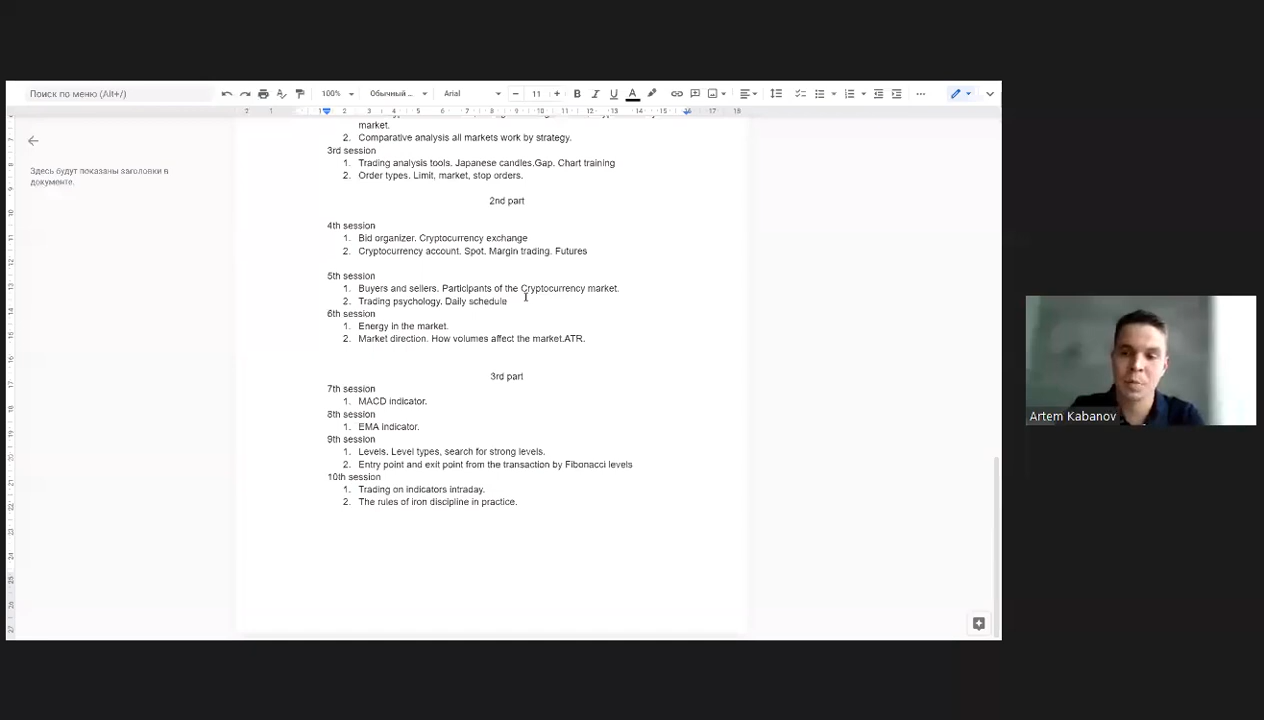 Поиск по меню (Alt+/)
100%
Обычный ...
Arial
11
Здесь будут показаны заголовки в
документе.
market.
2. Comparative analysis all markets work by strategy.
3rd session
1. Trading analysis tools. Japanese candles.Gap. Chart training
2. Order types. Limit, market, stop orders.
2nd part
4th session
1. Bid organizer. Cryptocurrency exchange
2. Cryptocurrency account. Spot. Margin trading. Futures
5th session
1. Buyers and sellers. Participants of the Cryptocurrency market.
2. Trading psychology. Daily schedule
6th session
1. Energy in the market.
2. Market direction. How volumes affect the market.ATR.
3rd part
7th session
1. MACD indicator.
8th session
1. EMA indicator.
9th session
1. Levels. Level types, search for strong levels.
2. Entry point and exit point from the transaction by Fibonacci levels
10th session
1. Trading on indicators intraday.
2. The rules of iron discipline in practice.
Artem Kabanov